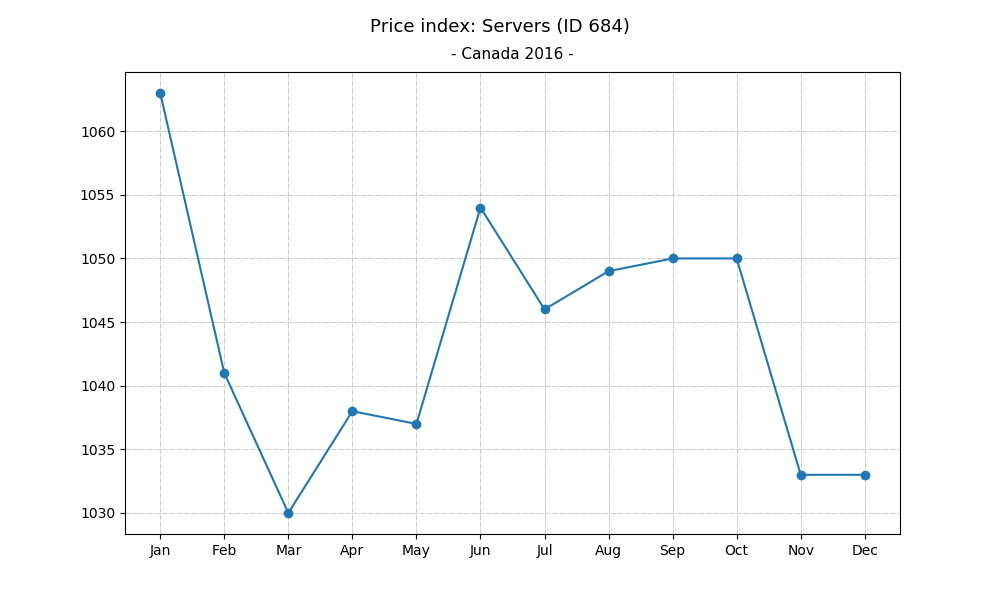 Price index: Servers (ID 684)
- Canada 2016 -
1060
1055
1050
1045
1040
1035
1030
Jan Feb Mar Apr May Jun Jul Aug Sep Oct Nov Dec